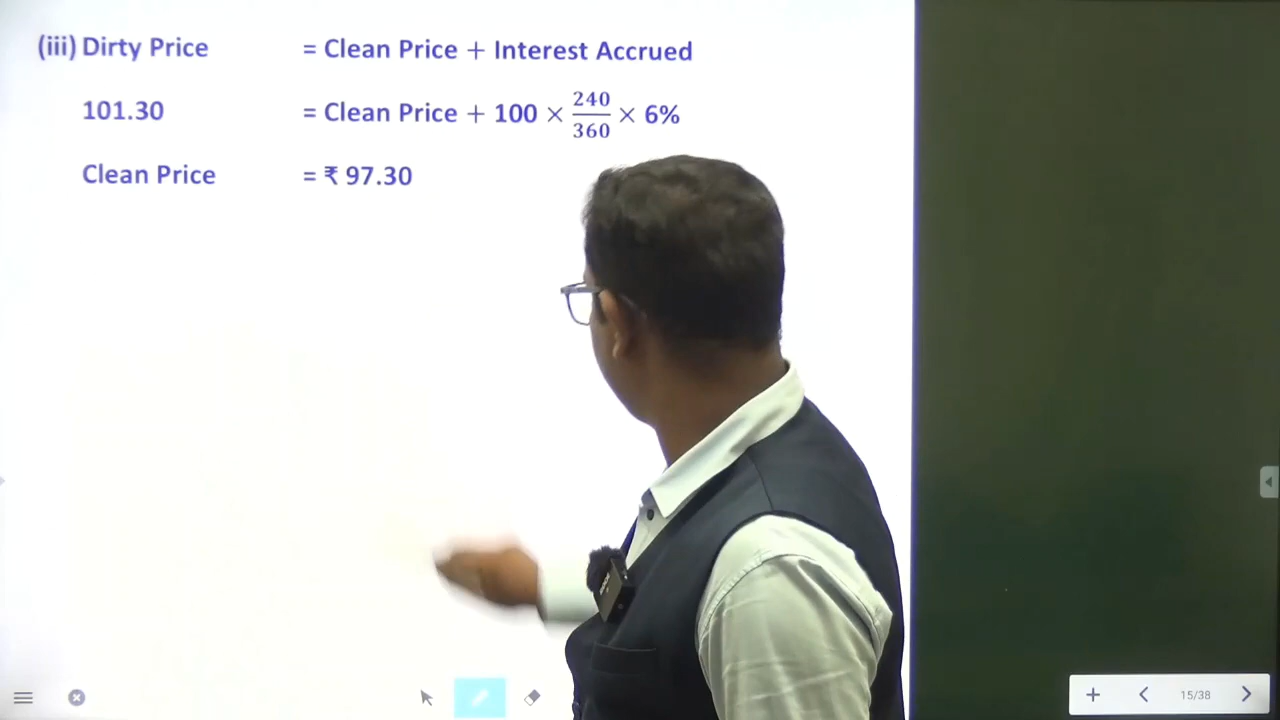 (iii) Dirty Price = Clean Price + Interest Accrued
101.30 = Clean Price + 100 × 240/360 × 6%
Clean Price = ₹ 97.30
15/38